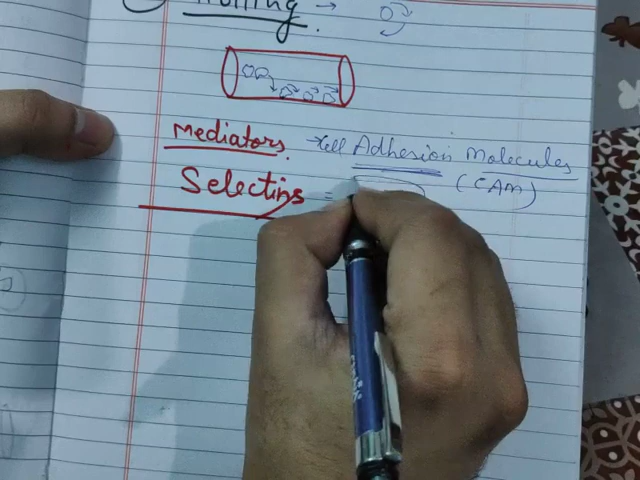 Rolling →
Mediators. → Cell Adhesion Molecules
(CAM)
Selectins =